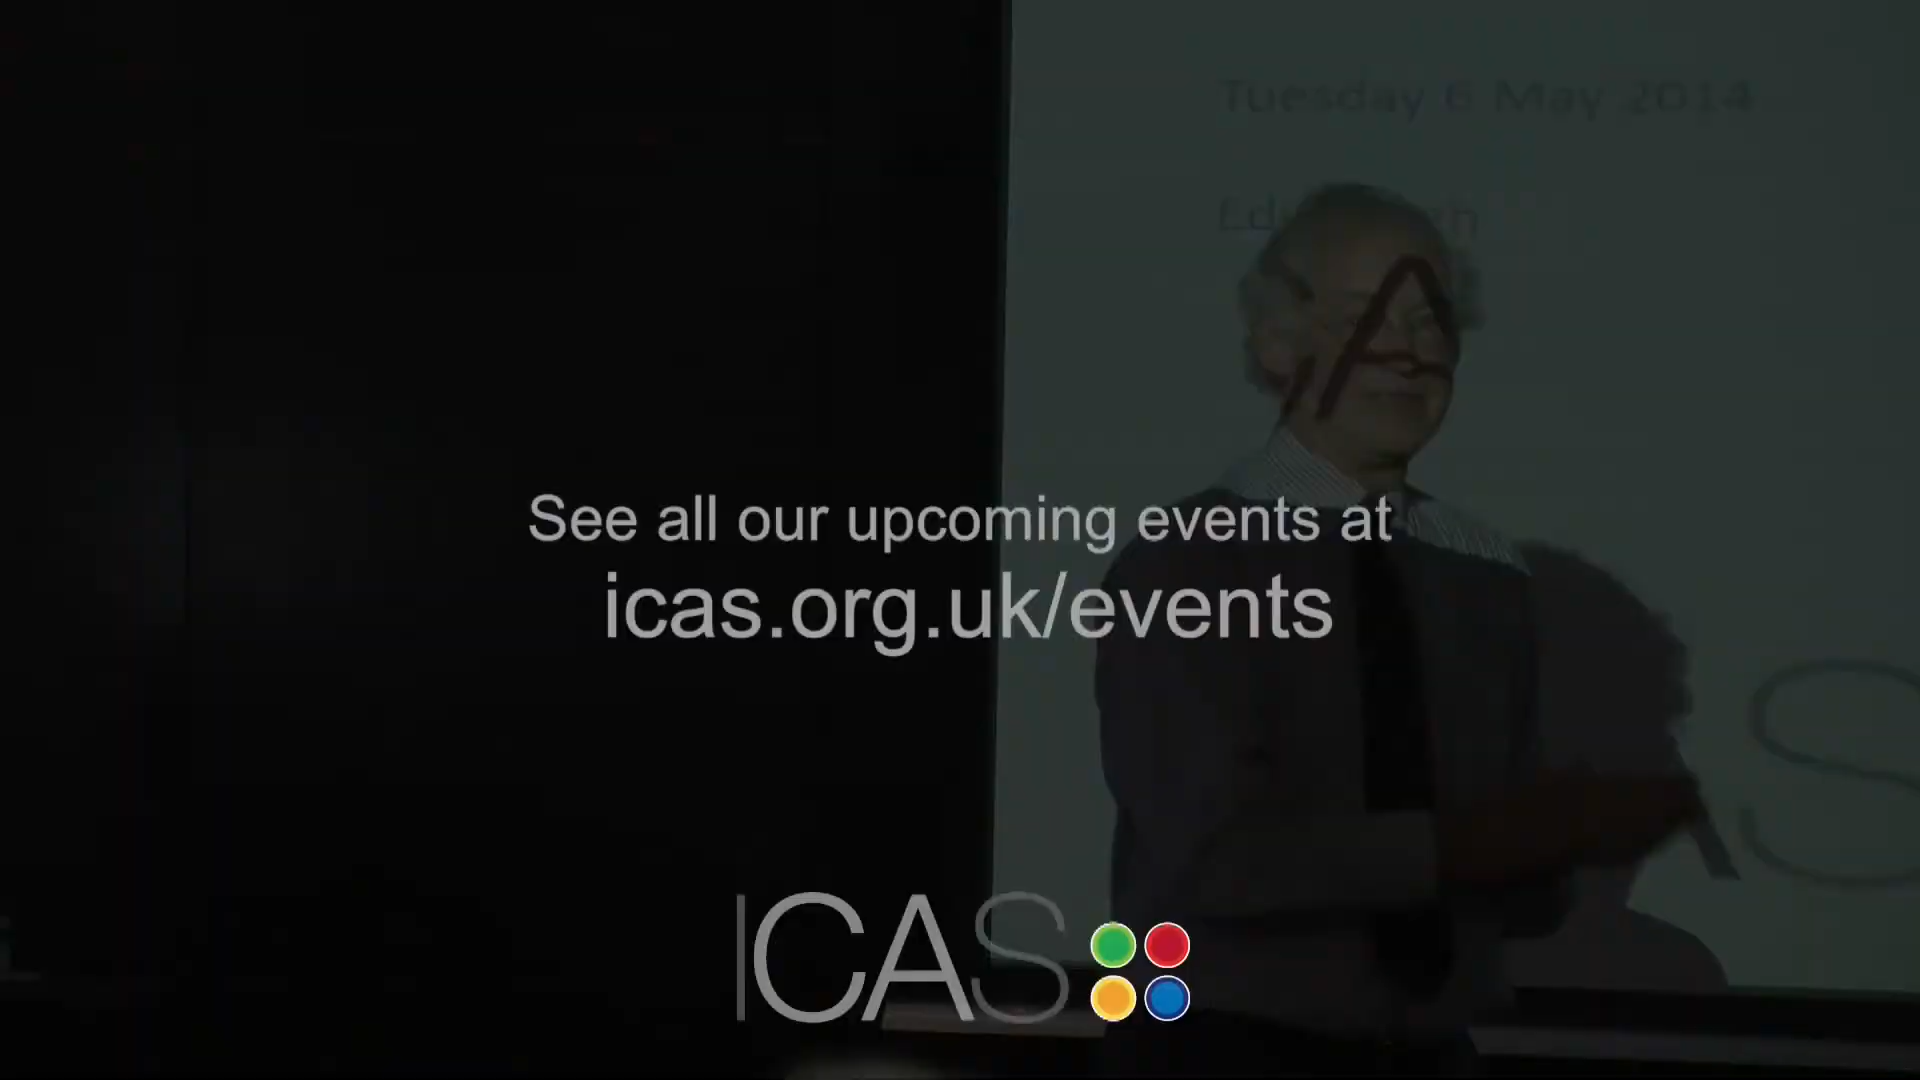 Tuesday 6 May 2014
A
See all our upcoming events at
icas.org.uk/events
S
ICAS